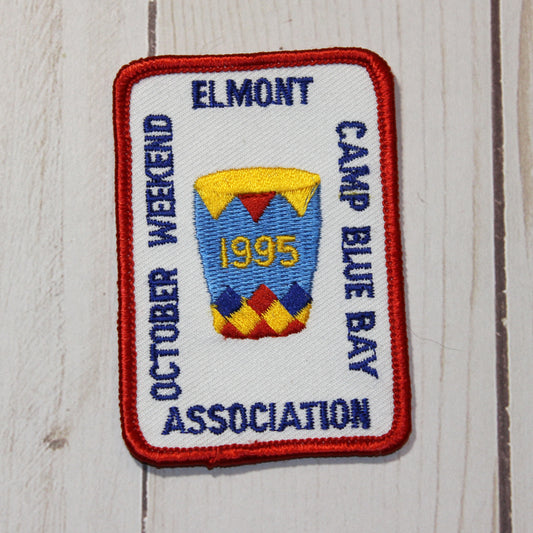 ELMONT
CAMP BLUE BAY
ASSOCIATION
OCTOBER WEEKEND
1995